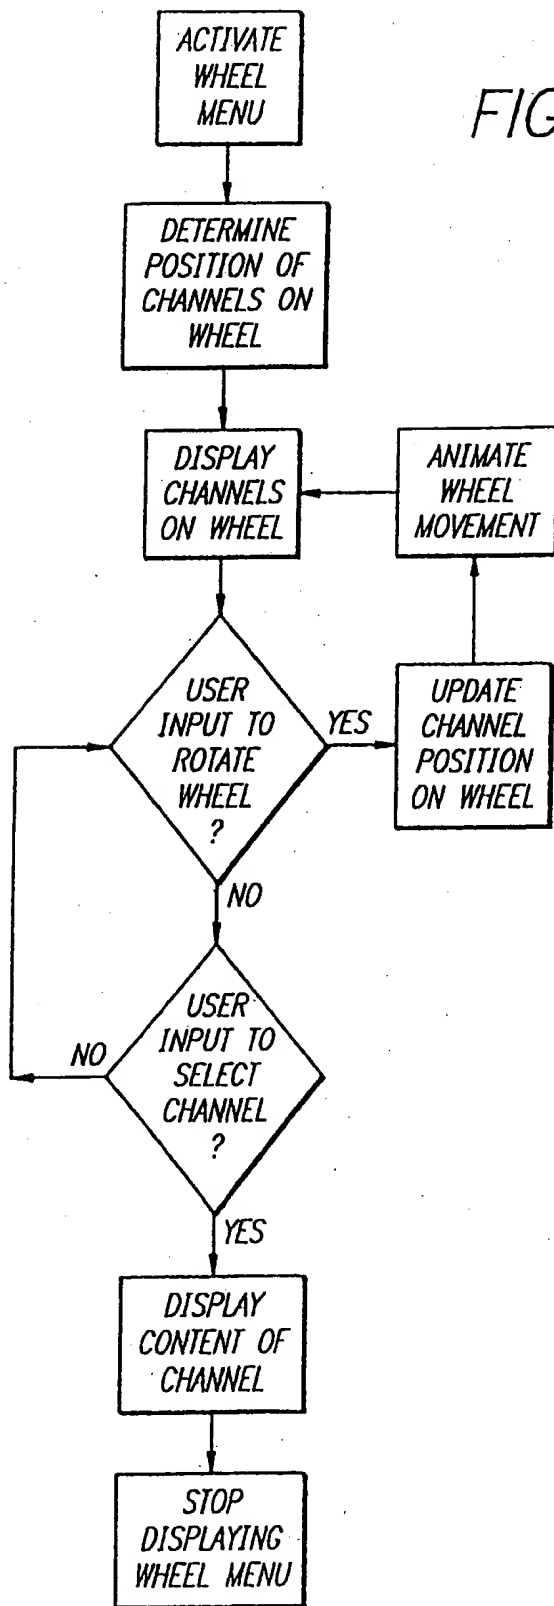 ACTIVATE
WHEEL
MENU
FIG
DETERMINE
POSITION OF
CHANNELS ON
WHEEL
DISPLAY
CHANNELS
ON WHEEL
ANIMATE
WHEEL
MOVEMENT
USER
INPUT TO
ROTATE
WHEEL
?
YES
UPDATE
CHANNEL
POSITION
ON WHEEL
NO
USER
INPUT TO
SELECT
CHANNEL
?
NO
YES
DISPLAY
CONTENT OF
CHANNEL
STOP
DISPLAYING
WHEEL MENU